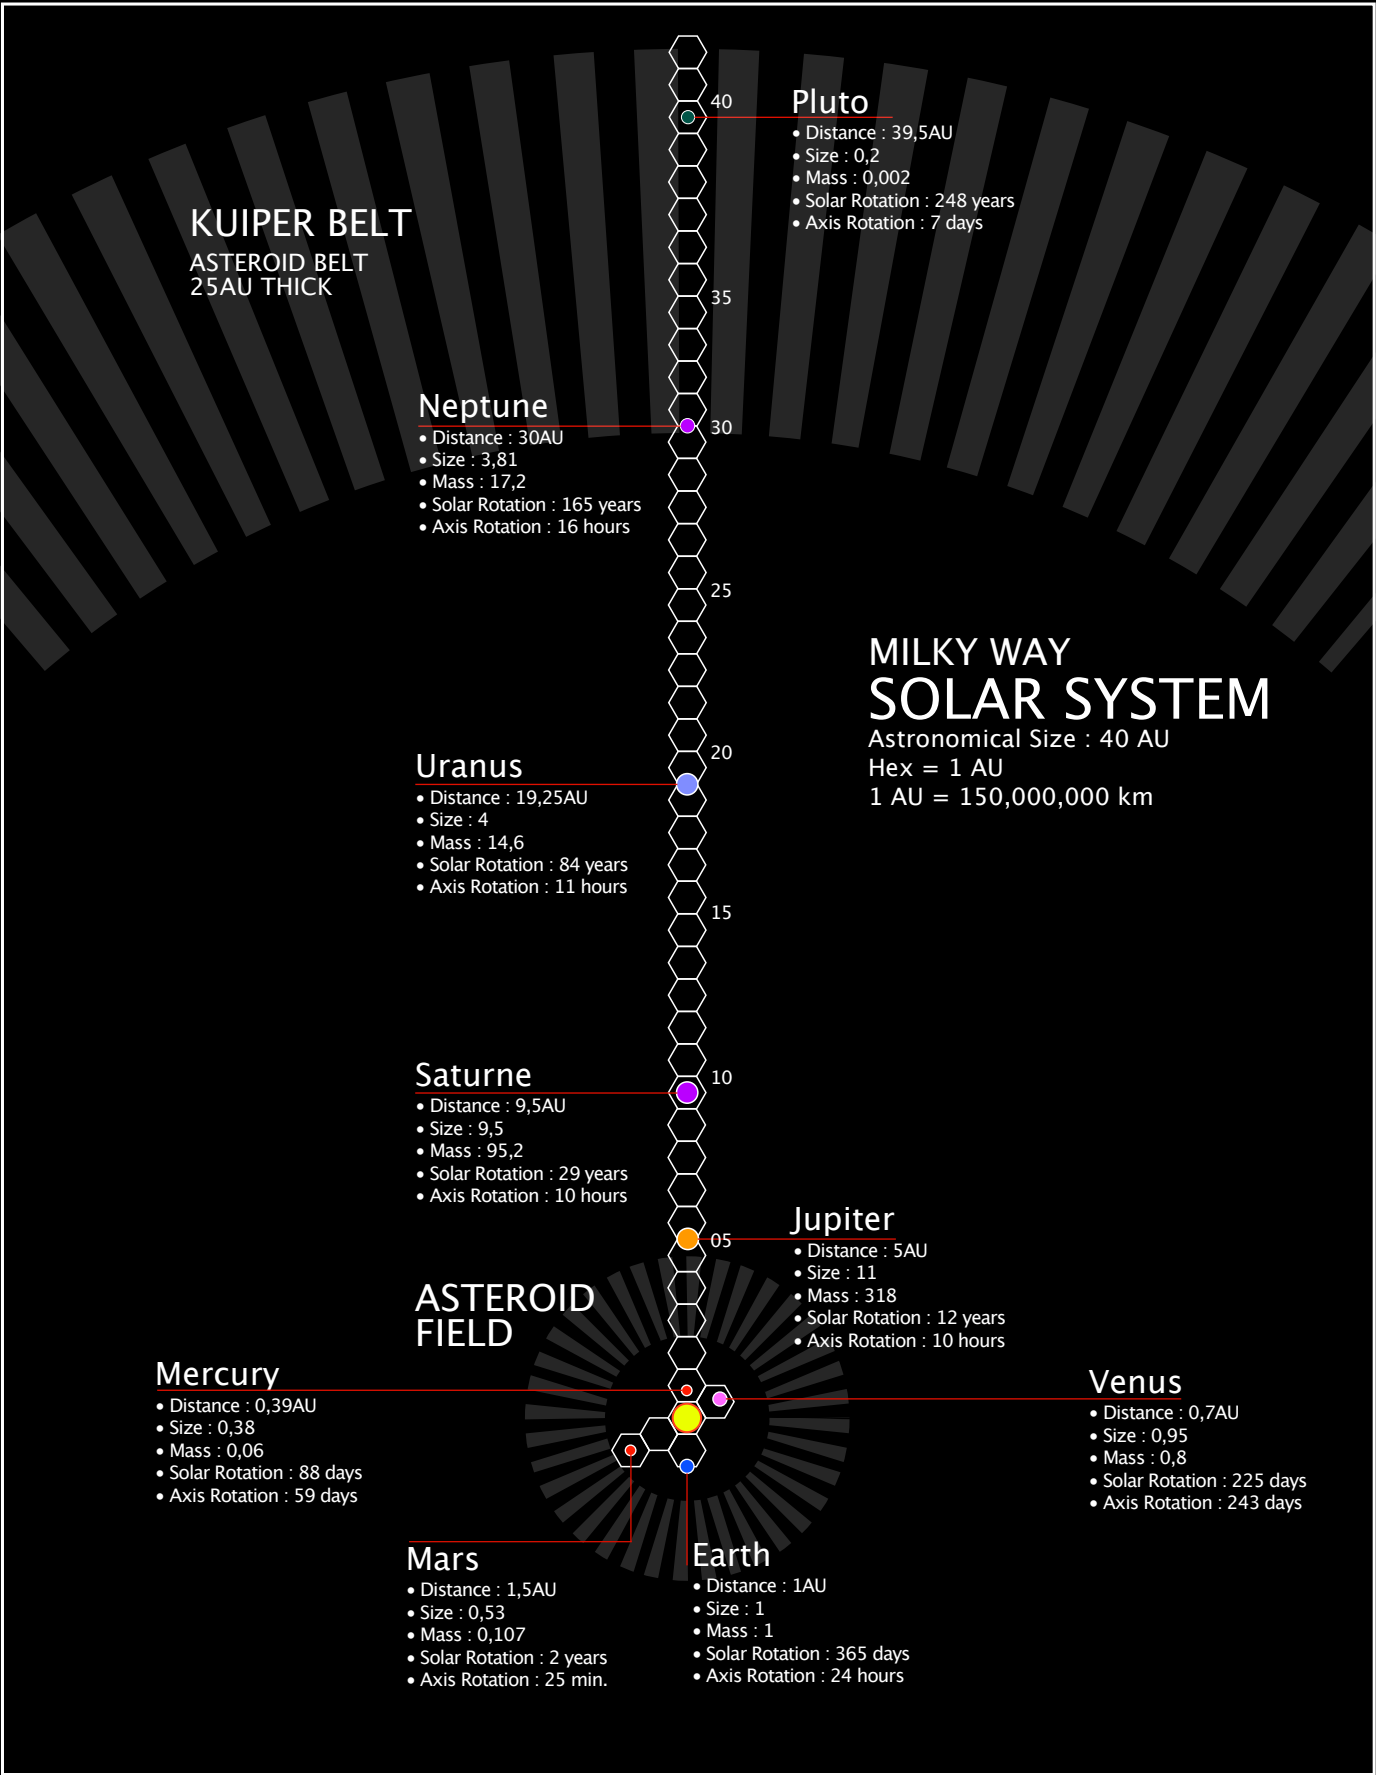 40
Pluto
• Distance : 39,5AU
• Size : 0,2
• Mass : 0,002
• Solar Rotation : 248 years
• Axis Rotation : 7 days
KUIPER BELT
ASTEROID BELT
25AU THICK
35
Neptune
• Distance : 30AU
• Size : 3,81
• Mass : 17,2
• Solar Rotation : 165 years
• Axis Rotation : 16 hours
30
25
MILKY WAY
SOLAR SYSTEM
Astronomical Size : 40 AU
Hex = 1 AU
1 AU = 150,000,000 km
20
Uranus
• Distance : 19,25AU
• Size : 4
• Mass : 14,6
• Solar Rotation : 84 years
• Axis Rotation : 11 hours
15
10
Saturne
• Distance : 9,5AU
• Size : 9,5
• Mass : 95,2
• Solar Rotation : 29 years
• Axis Rotation : 10 hours
05
Jupiter
• Distance : 5AU
• Size : 11
• Mass : 318
• Solar Rotation : 12 years
• Axis Rotation : 10 hours
ASTEROID
FIELD
Mercury
• Distance : 0,39AU
• Size : 0,38
• Mass : 0,06
• Solar Rotation : 88 days
• Axis Rotation : 59 days
Venus
• Distance : 0,7AU
• Size : 0,95
• Mass : 0,8
• Solar Rotation : 225 days
• Axis Rotation : 243 days
Mars
• Distance : 1,5AU
• Size : 0,53
• Mass : 0,107
• Solar Rotation : 2 years
• Axis Rotation : 25 min.
Earth
• Distance : 1AU
• Size : 1
• Mass : 1
• Solar Rotation : 365 days
• Axis Rotation : 24 hours